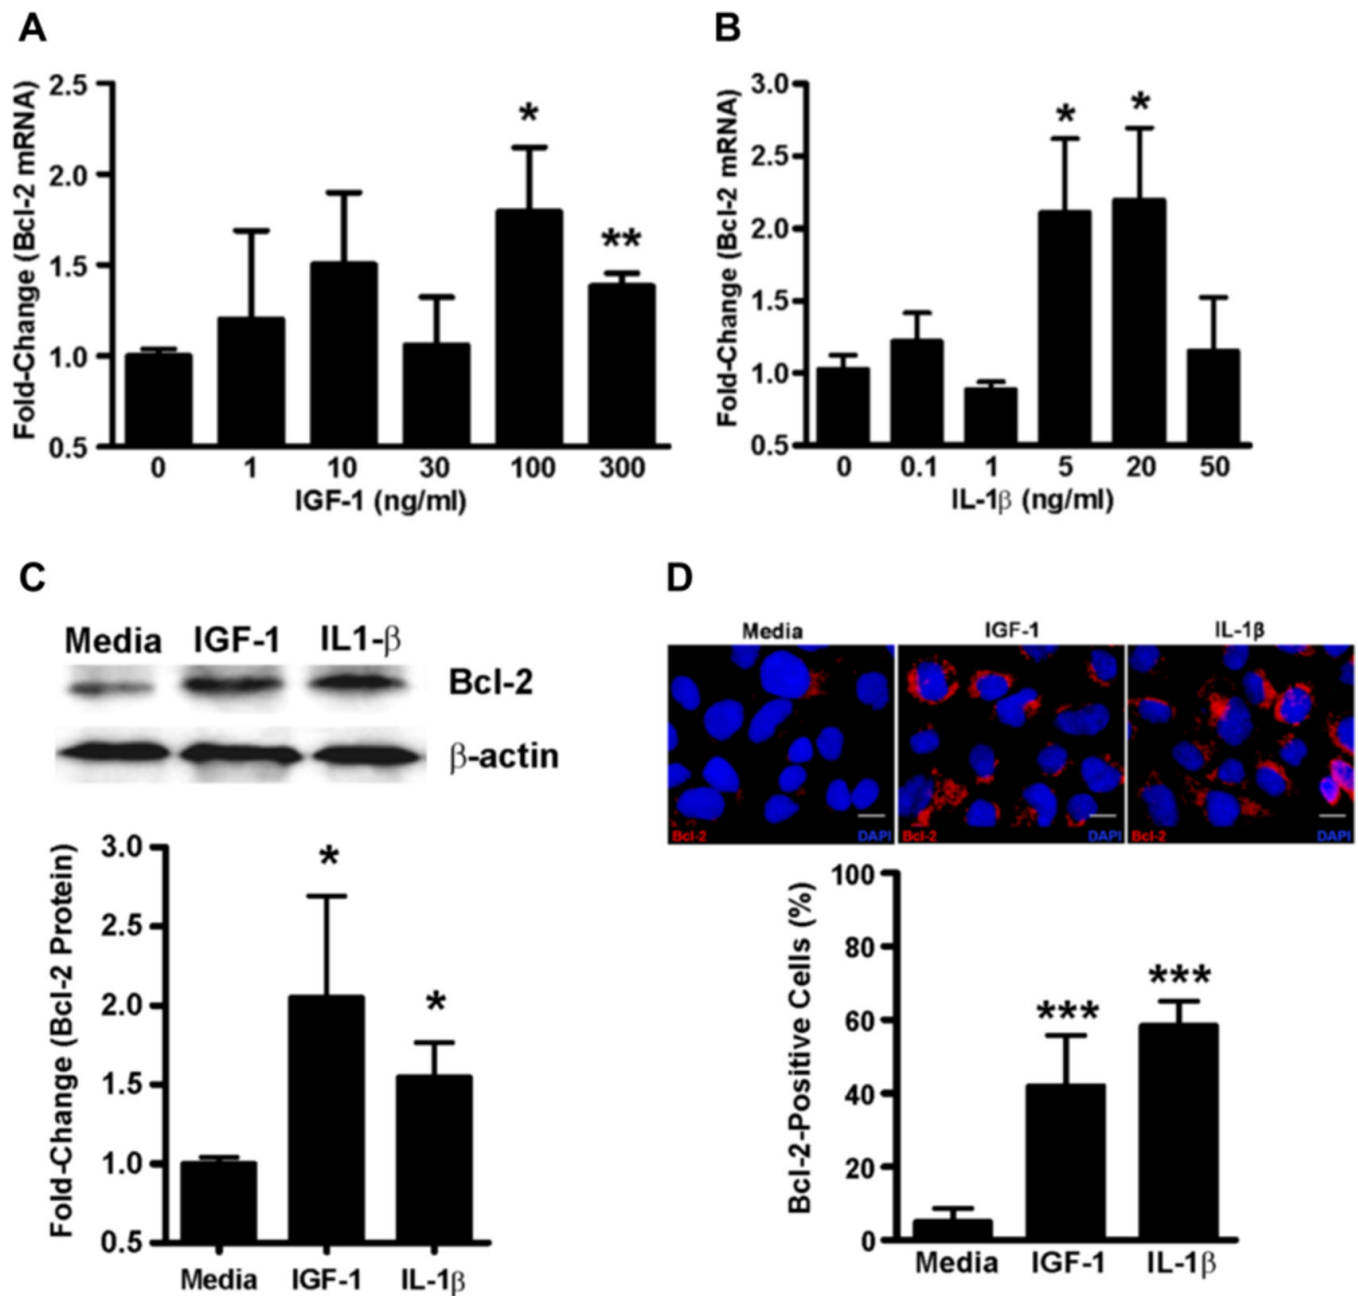 A
Fold-Change (Bcl-2 mRNA)
2.5
2.0
1.5
1.0
0.5
*
**
0 1 10 30 100 300
IGF-1 (ng/ml)
B
Fold-Change (Bcl-2 mRNA)
3.0
2.5
2.0
1.5
1.0
0.5
* *
0 0.1 1 5 20 50
IL-1β (ng/ml)
C
Media IGF-1 IL1-β
Bcl-2
β-actin
Fold-Change (Bcl-2 Protein)
3.0
2.5
2.0
1.5
1.0
0.5
*
*
Media IGF-1 IL-1β
D
Media IGF-1 IL-1β
Bcl-2 DAPI Bcl-2 DAPI Bcl-2 DAPI
Bcl-2-Positive Cells (%)
100
80
60
40
20
0
***
***
Media IGF-1 IL-1β